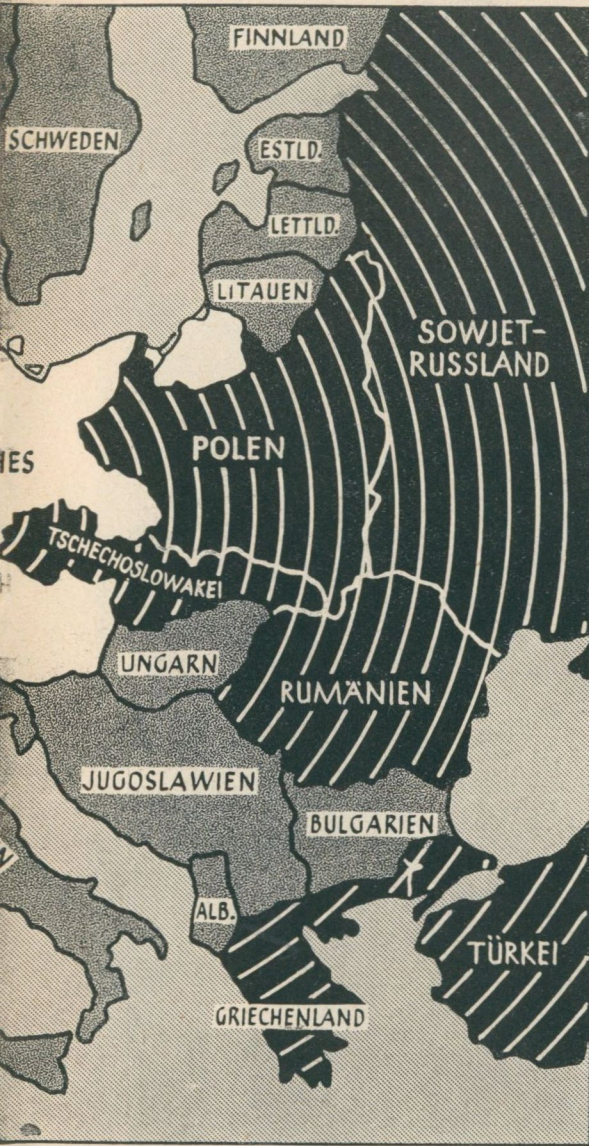 FINNLAND
SCHWEDEN
ESTLD.
LETTLD.
LITAUEN
SOWJET-
RUSSLAND
POLEN
HES
TSCHECHOSLOWAKEI
UNGARN
RUMÄNIEN
JUGOSLAWIEN
BULGARIEN
N
ALB.
TÜRKEI
GRIECHENLAND